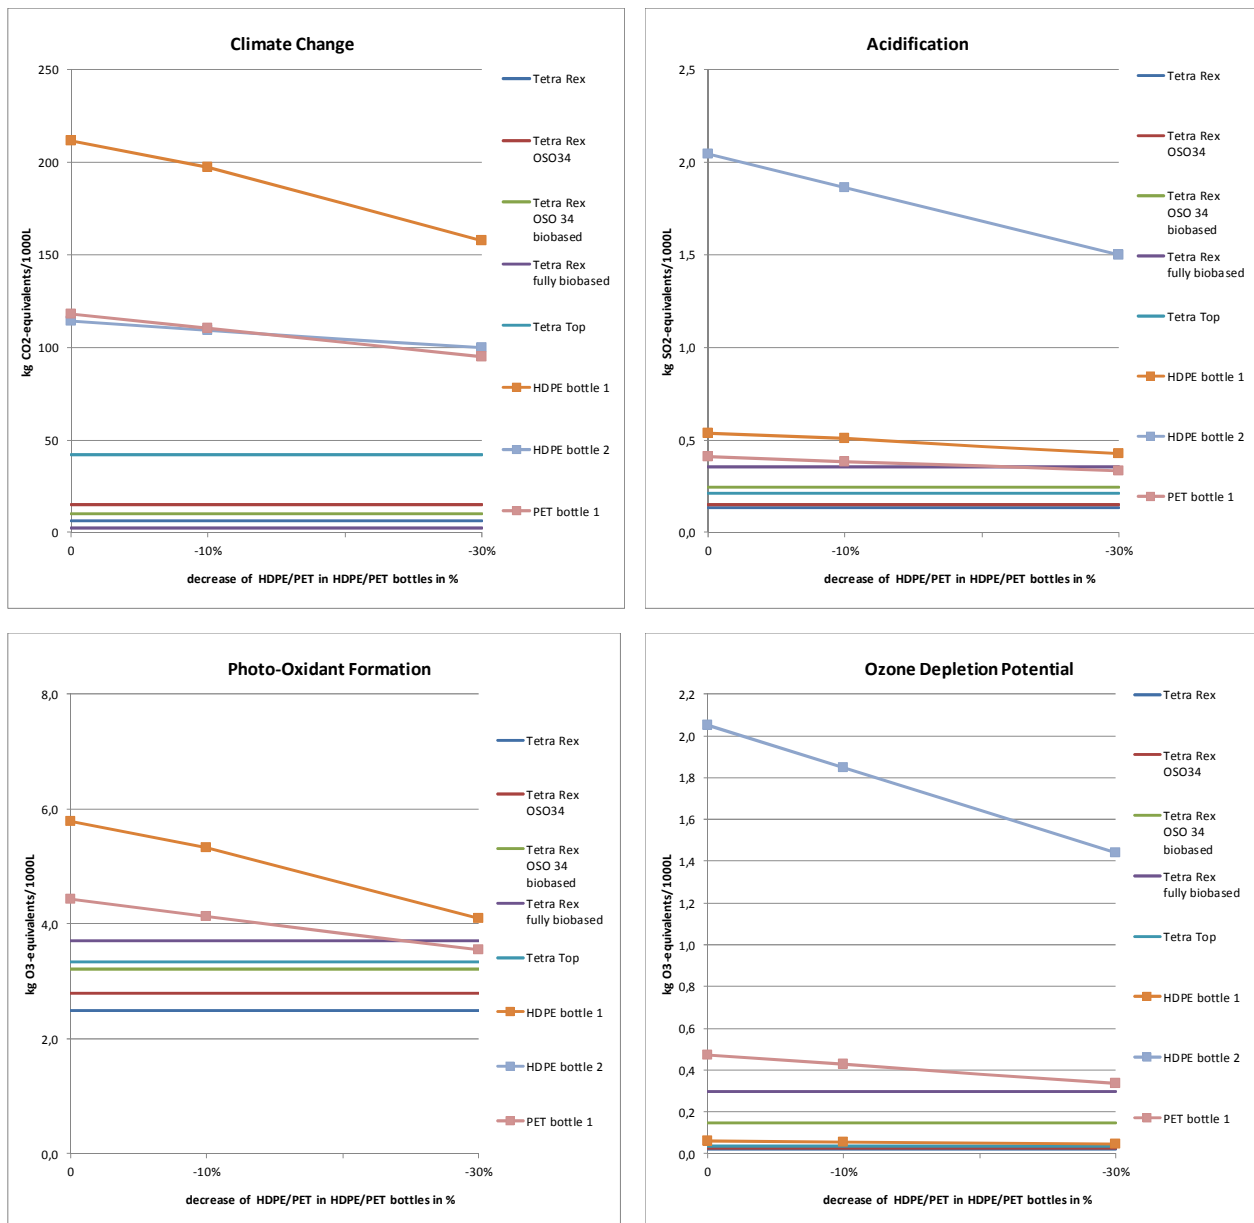 Climate Change
kg CO2-equivalents/1000L
250
200
150
100
50
0
0
-10%
-30%
decrease of HDPE/PET in HDPE/PET bottles in %
Tetra Rex
Tetra Rex
OSO34
Tetra Rex
OSO 34
biobased
Tetra Rex
fully biobased
Tetra Top
HDPE bottle 1
HDPE bottle 2
PET bottle 1
Acidification
kg SO2-equivalents/1000L
2,5
2,0
1,5
1,0
0,5
0,0
0
-10%
-30%
decrease of HDPE/PET in HDPE/PET bottles in %
Tetra Rex
Tetra Rex
OSO34
Tetra Rex
OSO 34
biobased
Tetra Rex
fully biobased
Tetra Top
HDPE bottle 1
HDPE bottle 2
PET bottle 1
Photo-Oxidant Formation
kg O3-equivalents/1000L
8,0
6,0
4,0
2,0
0,0
0
-10%
-30%
decrease of HDPE/PET in HDPE/PET bottles in %
Tetra Rex
Tetra Rex
OSO34
Tetra Rex
OSO 34
biobased
Tetra Rex
fully biobased
Tetra Top
HDPE bottle 1
HDPE bottle 2
PET bottle 1
Ozone Depletion Potential
kg O3-equivalents/1000L
2,2
2,0
1,8
1,6
1,4
1,2
1,0
0,8
0,6
0,4
0,2
0,0
0
-10%
-30%
decrease of HDPE/PET in HDPE/PET bottles in %
Tetra Rex
Tetra Rex
OSO34
Tetra Rex
OSO 34
biobased
Tetra Rex
fully biobased
Tetra Top
HDPE bottle 1
HDPE bottle 2
PET bottle 1